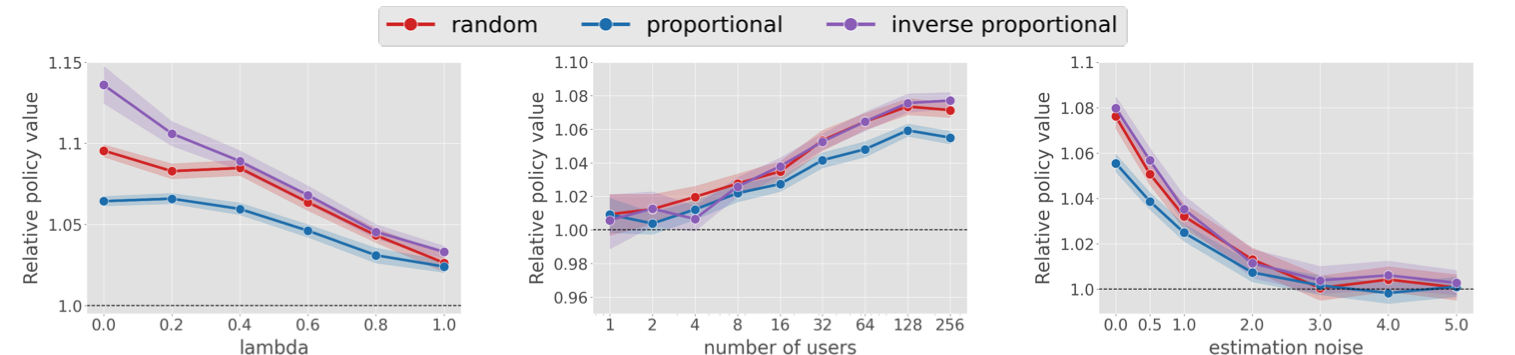 random proportional inverse proportional
Relative policy value
1.15
1.1
1.05
1.0
0.0 0.2 0.4 0.6 0.8 1.0
lambda
Relative policy value
1.10
1.08
1.06
1.04
1.02
1.00
0.98
0.96
1 2 4 8 16 32 64 128 256
number of users
Relative policy value
1.1
1.08
1.06
1.04
1.02
1.0
0.0 0.5 1.0 2.0 3.0 4.0 5.0
estimation noise